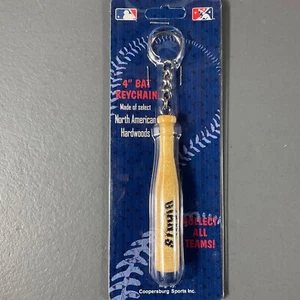 4" BAT
KEYCHAIN
Made of select
North American
Hardwoods
COLLECT
ALL
TEAMS!
Coopersburg Sports Inc.